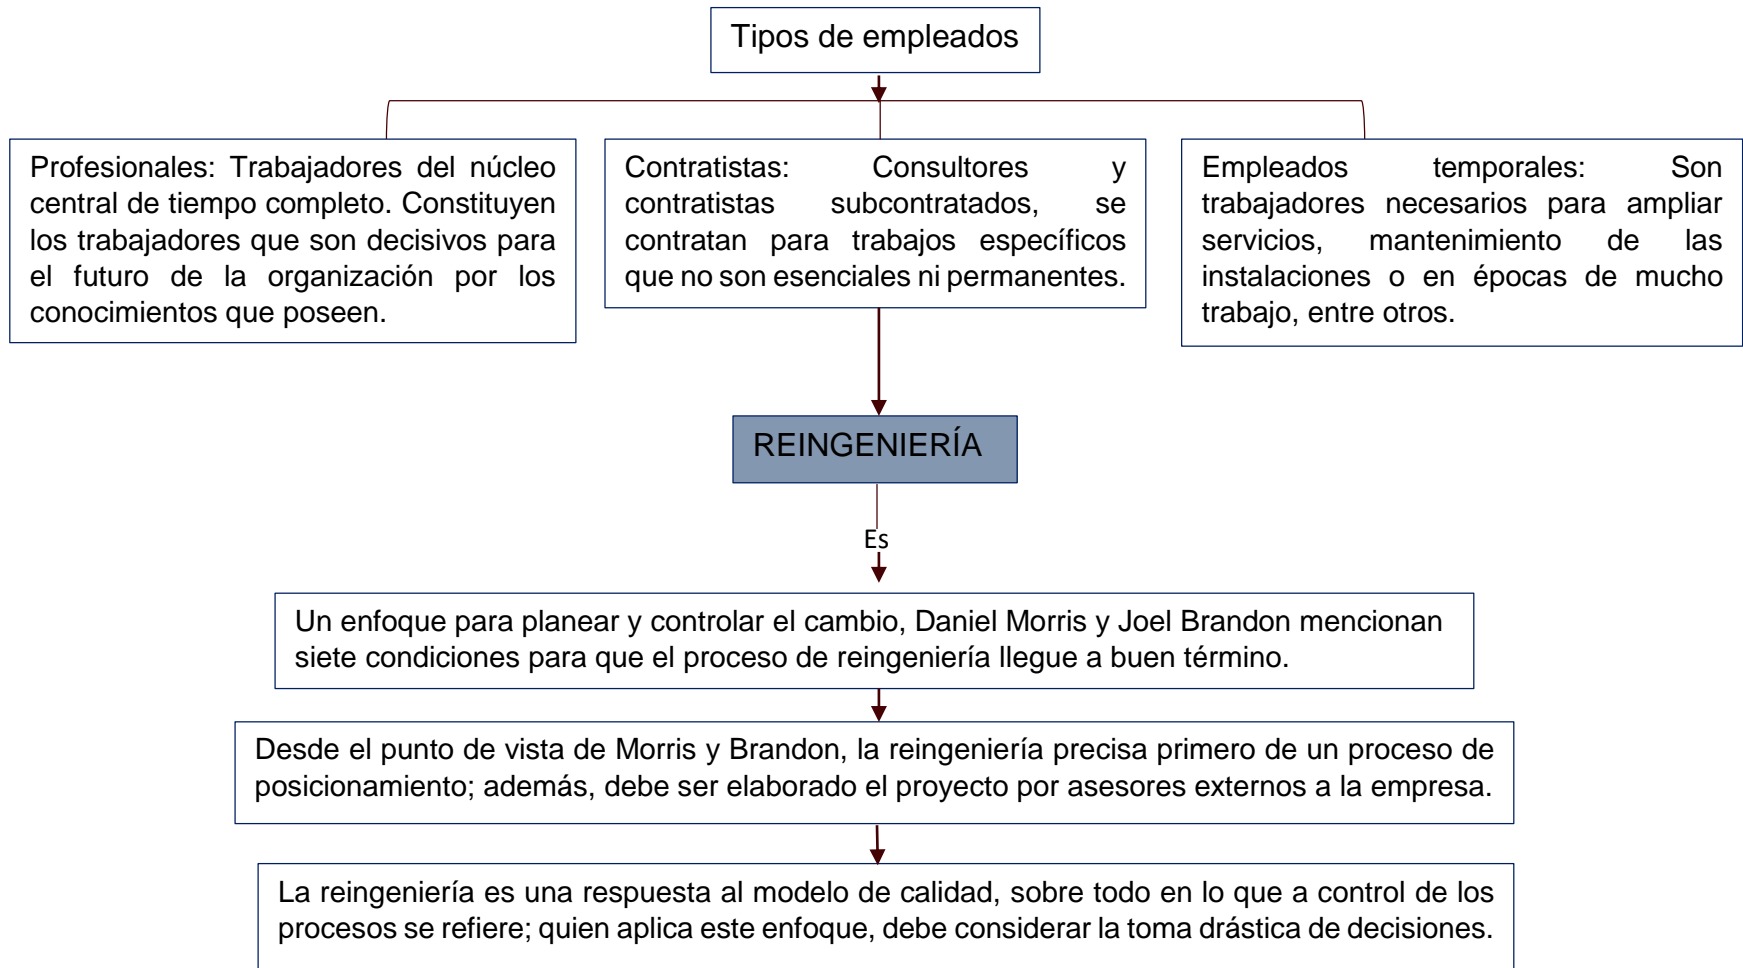 Tipos de empleados
Profesionales: Trabajadores del núcleo
central de tiempo completo. Constituyen
los trabajadores que son decisivos para
el futuro de la organización por los
conocimientos que poseen.
Contratistas: Consultores y
contratistas subcontratados, se
contratan para trabajos específicos
que no son esenciales ni permanentes.
Empleados temporales: Son
trabajadores necesarios para ampliar
servicios, mantenimiento de las
instalaciones o en épocas de mucho
trabajo, entre otros.
REINGENIERÍA
Es
Un enfoque para planear y controlar el cambio, Daniel Morris y Joel Brandon mencionan
siete condiciones para que el proceso de reingeniería llegue a buen término.
Desde el punto de vista de Morris y Brandon, la reingeniería precisa primero de un proceso de
posicionamiento; además, debe ser elaborado el proyecto por asesores externos a la empresa.
La reingeniería es una respuesta al modelo de calidad, sobre todo en lo que a control de los
procesos se refiere; quien aplica este enfoque, debe considerar la toma drástica de decisiones.